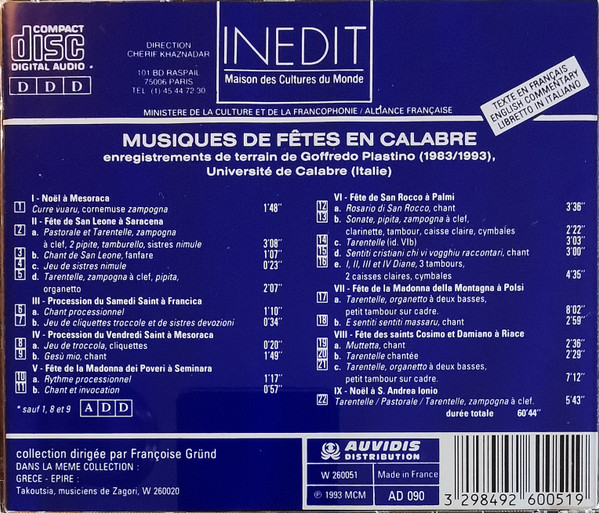 COMPACT
disc
DIGITAL AUDIO *
D D D
DIRECTION
CHERIF KHAZNADAR
101 BD RASPAIL
75006 PARIS
TEL. (1) 45 44 72 30
INEDIT
Maison des Cultures du Monde
MINISTERE DE LA CULTURE ET DE LA FRANCOPHONIE / ALLIANCE FRANÇAISE
TEXTE EN FRANÇAIS
ENGLISH COMMENTARY
LIBRETTO IN ITALIANO
MUSIQUES DE FÊTES EN CALABRE
enregistrements de terrain de Goffredo Plastino (1983/1993),
Université de Calabre (Italie)
I - Noël à Mesoraca
1 Curre vuaru, cornemuse zampogna 1'48"
II - Fête de San Leone à Saracena
2 a. Pastorale et Tarentelle, zampogna
à clef, 2 pipite, tamburello, sistres nimule 3'08"
3 b. Chant de San Leone, fanfare 1'07"
4 c. Jeu de sistres nimule 0'23"
5 d. Tarentelle, zampogna à clef, pipita,
organetto 2'07"
III - Procession du Samedi Saint à Francica
6 a. Chant processionnel 1'10"
7 b. Jeu de cliquettes troccole et de sistres devozioni 0'34"
IV - Procession du Vendredi Saint à Mesoraca
8 a. Jeu de troccola, cliquettes 0'20"
9 b. Gesù mio, chant 1'49"
V - Fête de la Madonna dei Poveri à Seminara
10 a. Rythme processionnel 1'17"
11 b. Chant et invocation 0'57"
* sauf 1, 8 et 9 A D D
VI - Fête de San Rocco à Palmi
12 a. Rosario di San Rocco, chant 3'36"
13 b. Sonate, pipita, zampogna à clef,
clarinette, tambour, caisse claire, cymbales 2'22"
14 c. Tarentelle (id. VIb) 3'03"
15 d. Sentiti cristiani chi vi vogghiu raccontari, chant 3'00"
16 e. I, II, III et IV Diane, 3 tambours,
2 caisses claires, cymbales 4'35"
VII - Fête de la Madonna della Montagna à Polsi
17 a. Tarentelle, organetto à deux basses,
petit tambour sur cadre 8'02"
18 b. E sentiti sentiti massaru, chant 2'59"
VIII - Fête des saints Cosimo et Damiano à Riace
19 a. Muttetta, chant 2'36"
20 b. Tarentelle chantée 2'29"
21 c. Tarentelle, organetto à deux basses,
petit tambour sur cadre. 7'12"
IX - Noël à S. Andrea Ionio
22 Tarentelle / Pastorale / Tarentelle, zampogna à clef. 5'43"
durée totale 60'44"
collection dirigée par Françoise Gründ
DANS LA MEME COLLECTION :
GRECE - EPIRE :
Takoutsia, musiciens de Zagori, W 260020
AUVIDIS
DISTRIBUTION
W 260051
Made in France
℗ 1993 MCM
AD 090
3 298492 600519